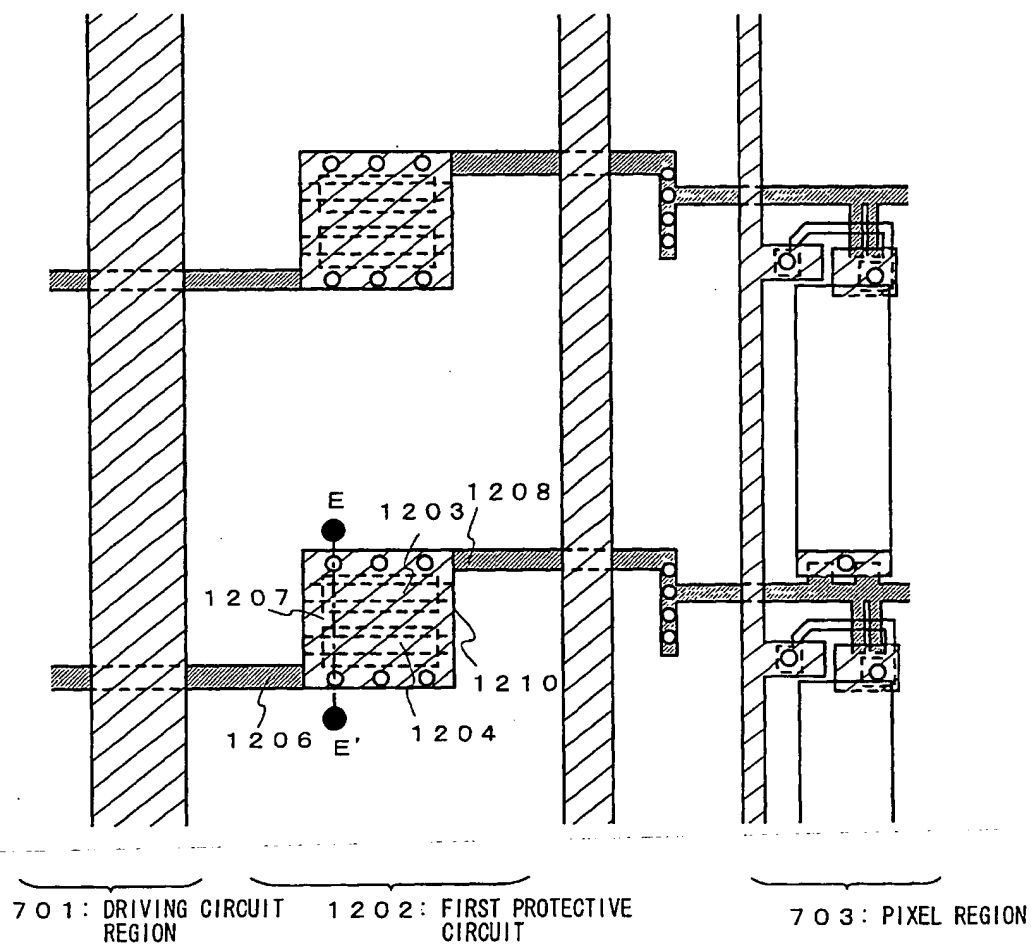 E
1208
1203
1207
1210
1204
1206
E'
701: DRIVING CIRCUIT
REGION
1202: FIRST PROTECTIVE
CIRCUIT
703: PIXEL REGION